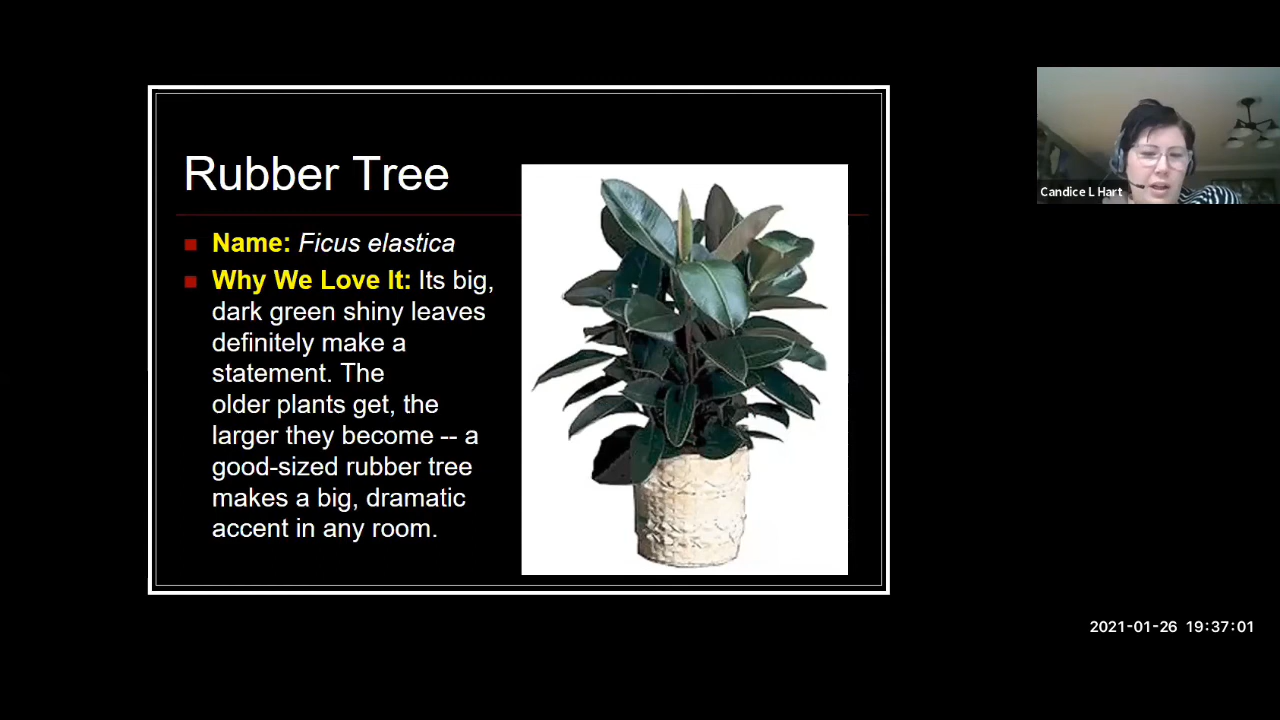 Rubber Tree
Name: Ficus elastica
Why We Love It: Its big,
dark green shiny leaves
definitely make a
statement. The
older plants get, the
larger they become -- a
good-sized rubber tree
makes a big, dramatic
accent in any room.
Candice L Hart
2021-01-26 19:37:01